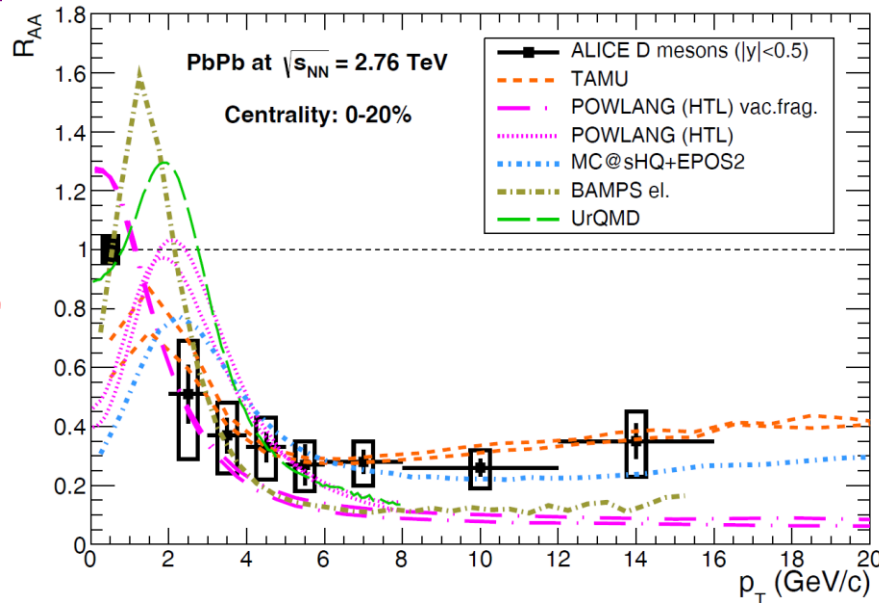 R_AA
1.8
1.6
1.4
1.2
1
0.8
0.6
0.4
0.2
0
PbPb at √s_NN = 2.76 TeV
Centrality: 0-20%
ALICE D mesons (|y|<0.5)
TAMU
POWLANG (HTL) vac.frag.
POWLANG (HTL)
MC@sHQ+EPOS2
BAMPS el.
UrQMD
0 2 4 6 8 10 12 14 16 18 20
p_T (GeV/c)